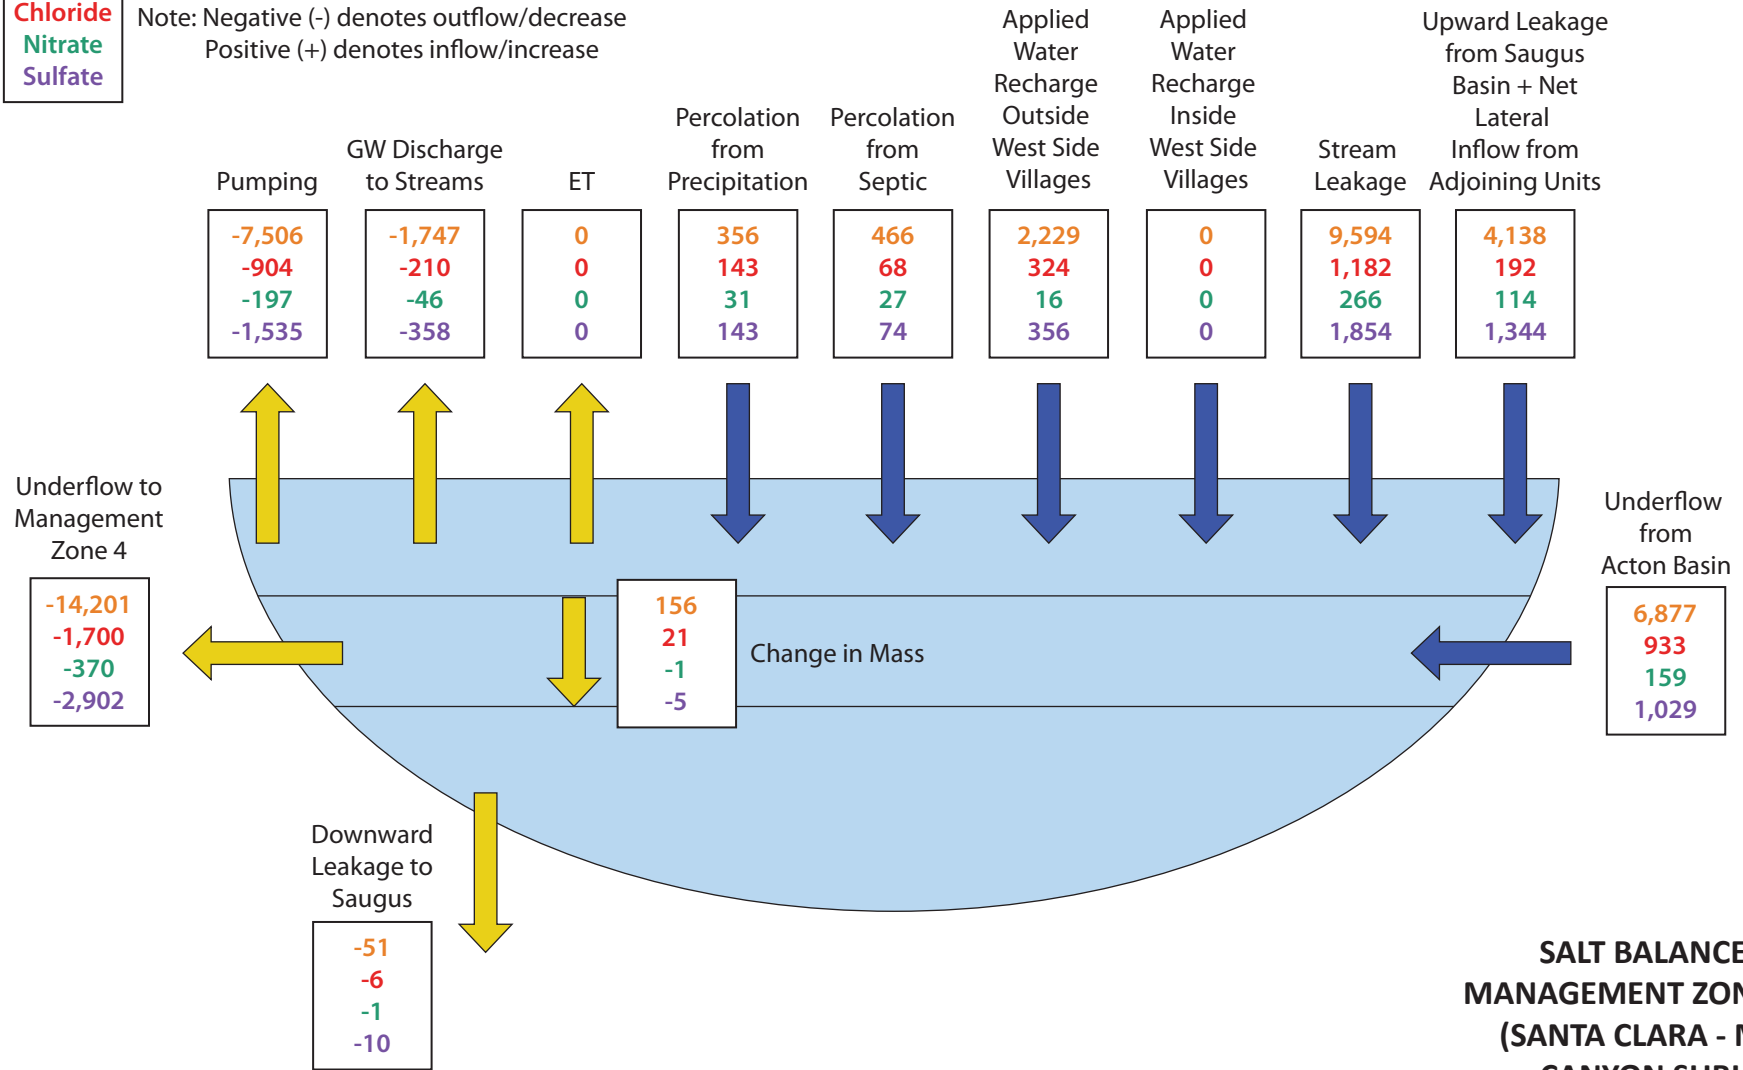 Chloride
Nitrate
Sulfate
Note: Negative (-) denotes outflow/decrease
Positive (+) denotes inflow/increase
Pumping
-7,506
-904
-197
-1,535
GW Discharge
to Streams
-1,747
-210
-46
-358
ET
0
0
0
0
Percolation
from
Precipitation
356
143
31
143
Percolation
from
Septic
466
68
27
74
Applied
Water
Recharge
Outside
West Side
Villages
2,229
324
16
356
Applied
Water
Recharge
Inside
West Side
Villages
0
0
0
0
Stream
Leakage
9,594
1,182
266
1,854
Upward Leakage
from Saugus
Basin + Net
Lateral
Inflow from
Adjoining Units
4,138
192
114
1,344
Underflow to
Management
Zone 4
-14,201
-1,700
-370
-2,902
156
21
-1
-5
Change in Mass
Underflow
from
Acton Basin
6,877
933
159
1,029
Downward
Leakage to
Saugus
-51
-6
-1
-10
SALT BALANCE
MANAGEMENT ZON
(SANTA CLARA - M